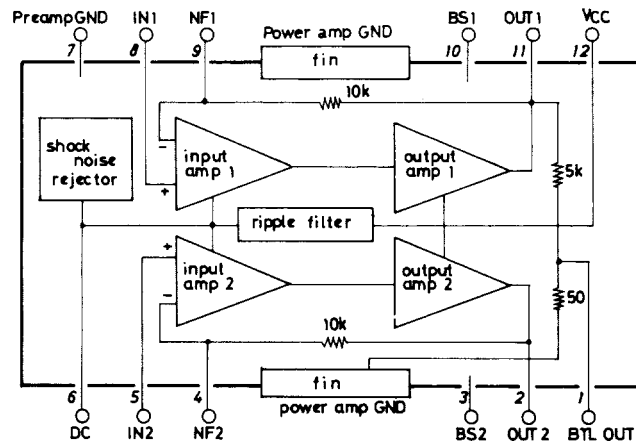 PreampGND IN1 NF1 Power amp GND BS1 OUT1 VCC
7 8 9 10 11 12
fin
10k
shock
noise
rejector
input
amp 1
output
amp 1
5k
- +
ripple filter
+ -
input
amp 2
output
amp 2
50
10k
fin
6 5 4 power amp GND 3 2 1
DC IN2 NF2 BS2 OUT2 BTL OUT